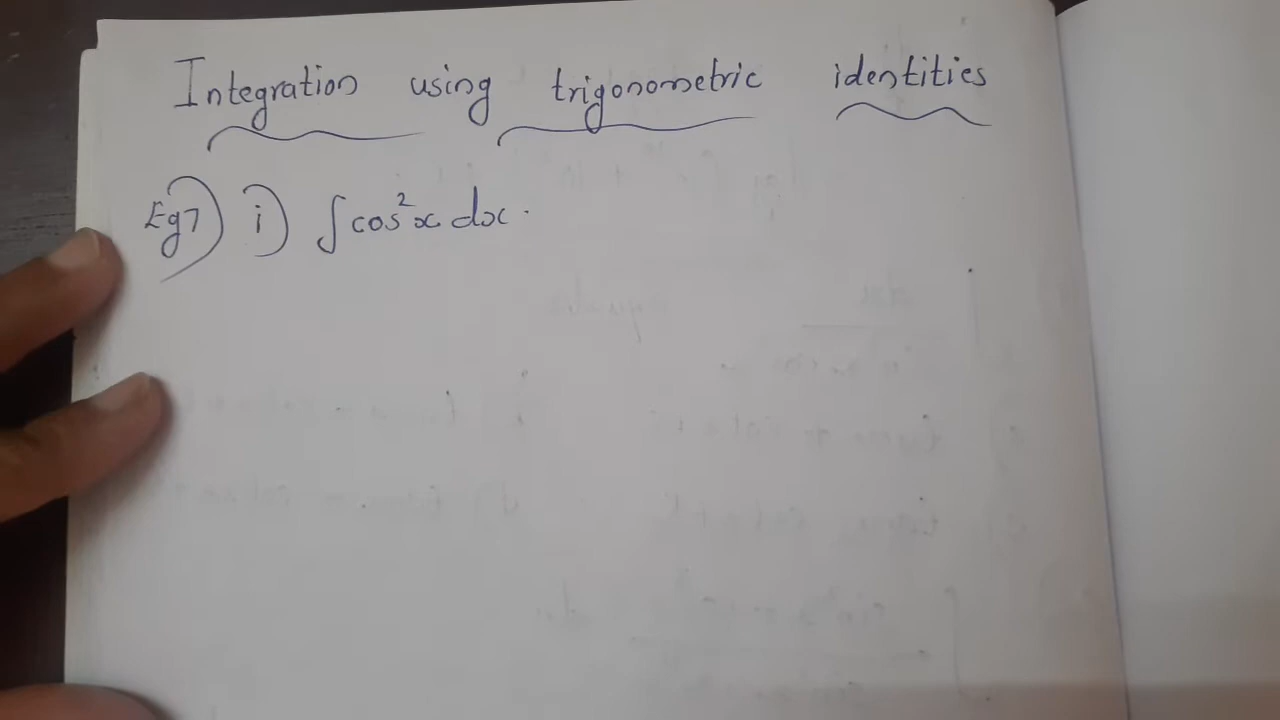 Integration using trigonometric identities
Eg7) i) ∫cos²x dx.